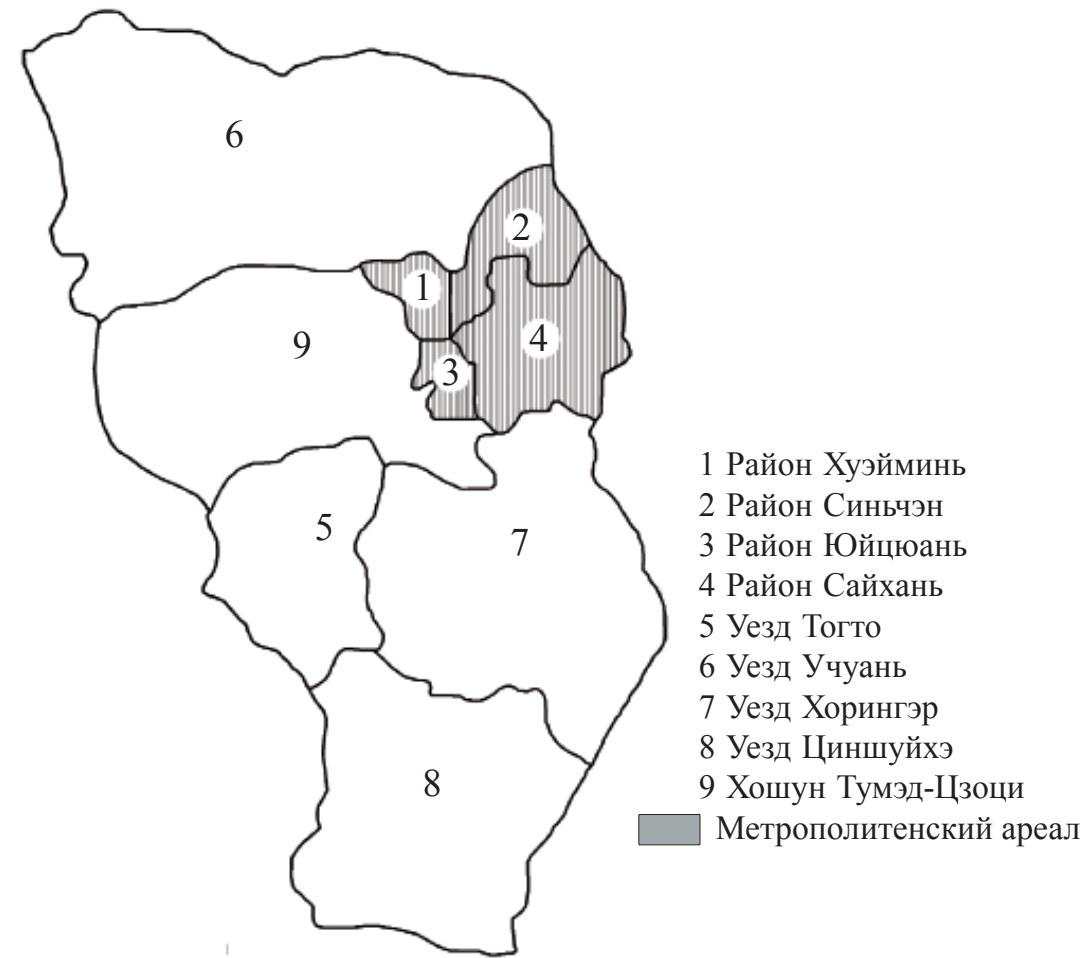 6
2
1
4
9
3
5
7
8
1 Район Хуэйминь
2 Район Синьчэн
3 Район Юйцюань
4 Район Сайхань
5 Уезд Тогто
6 Уезд Учуань
7 Уезд Хорингэр
8 Уезд Циншуйхэ
9 Хошун Тумэд-Цзоци
Метрополитенский ареал